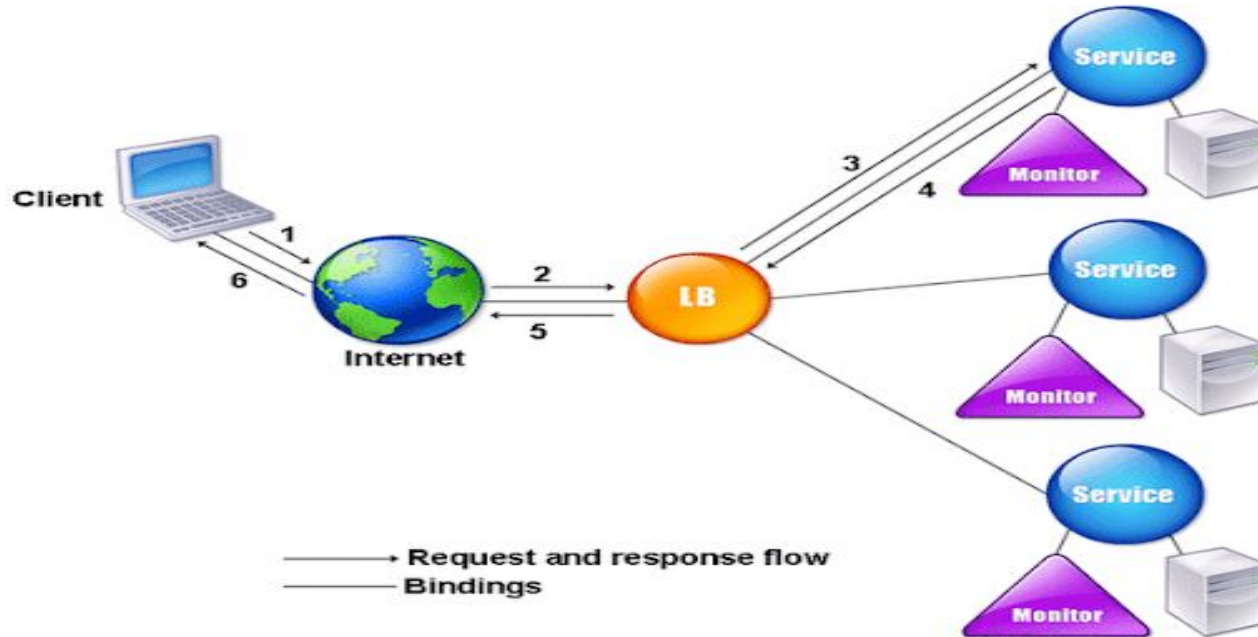 Service
Monitor
3
4
Client
1
6
Internet
2
5
LB
Service
Monitor
Service
Monitor
Request and response flow
Bindings